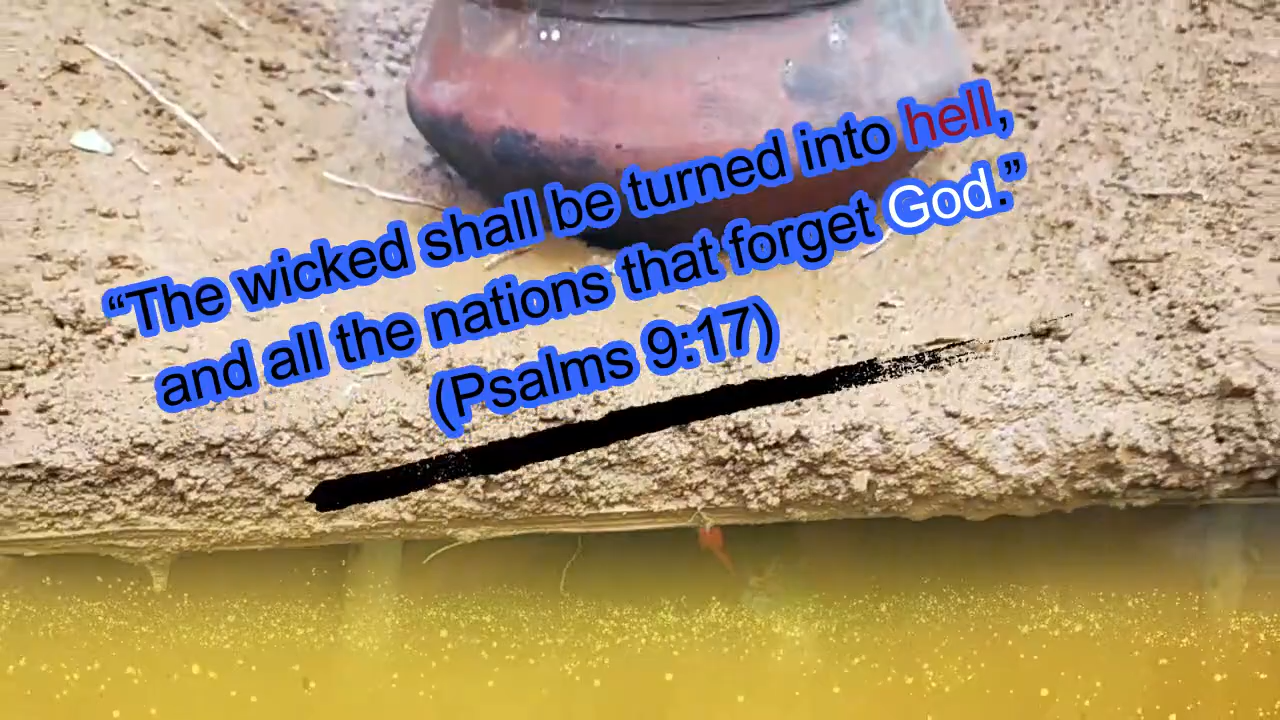 “The wicked shall be turned into hell,
and all the nations that forget God.”
(Psalms 9:17)